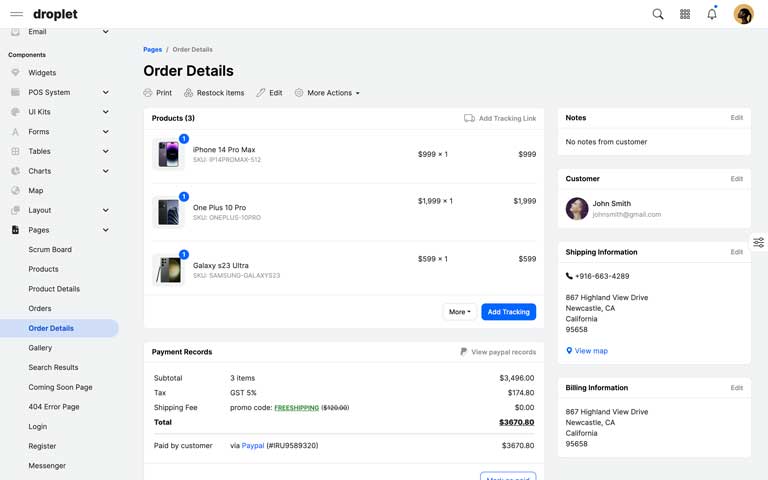 droplet
Email
Components
Widgets
POS System
UI Kits
Forms
Tables
Charts
Map
Layout
Pages
Scrum Board
Products
Product Details
Orders
Order Details
Gallery
Search Results
Coming Soon Page
404 Error Page
Login
Register
Messenger
Pages / Order Details
Order Details
Print Restock items Edit More Actions
Products (3) Add Tracking Link
1
iPhone 14 Pro Max $999 × 1 $999
SKU: IP14PROMAX-512
1
One Plus 10 Pro $1,999 × 1 $1,999
SKU: ONEPLUS-10PRO
1
Galaxy s23 Ultra $599 × 1 $599
SKU: SAMSUNG-GALAXYS23
More Add Tracking
Payment Records View paypal records
Subtotal 3 items $3,496.00
Tax GST 5% $174.80
Shipping Fee promo code: FREESHIPPING ($120.00) $0.00
Total $3670.80
Paid by customer via Paypal (#IRU9589320) $3670.80
Mark as paid
Notes Edit
No notes from customer
Customer Edit
John Smith
johnsmith@gmail.com
Shipping Information Edit
+916-663-4289
867 Highland View Drive
Newcastle, CA
California
95658
View map
Billing Information Edit
867 Highland View Drive
Newcastle, CA
California
95658